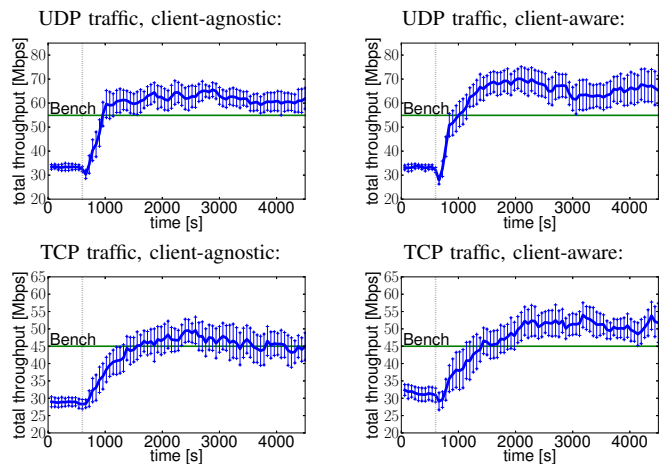 UDP traffic, client-agnostic:
UDP traffic, client-aware:
total throughput [Mbps]
80
70
60
50
40
30
20
Bench
0 1000 2000 3000 4000
time [s]
total throughput [Mbps]
80
70
60
50
40
30
20
Bench
0 1000 2000 3000 4000
time [s]
TCP traffic, client-agnostic:
TCP traffic, client-aware:
total throughput [Mbps]
65
60
55
50
45
40
35
30
25
20
Bench
0 1000 2000 3000 4000
time [s]
total throughput [Mbps]
65
60
55
50
45
40
35
30
25
20
Bench
0 1000 2000 3000 4000
time [s]